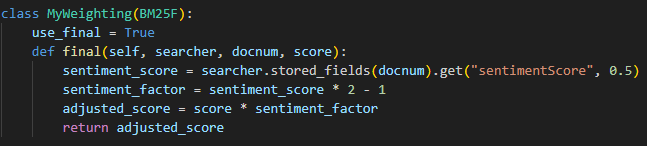 class MyWeighting(BM25F):
    use_final = True
    def final(self, searcher, docnum, score):
        sentiment_score = searcher.stored_fields(docnum).get("sentimentScore", 0.5)
        sentiment_factor = sentiment_score * 2 - 1
        adjusted_score = score * sentiment_factor
        return adjusted_score